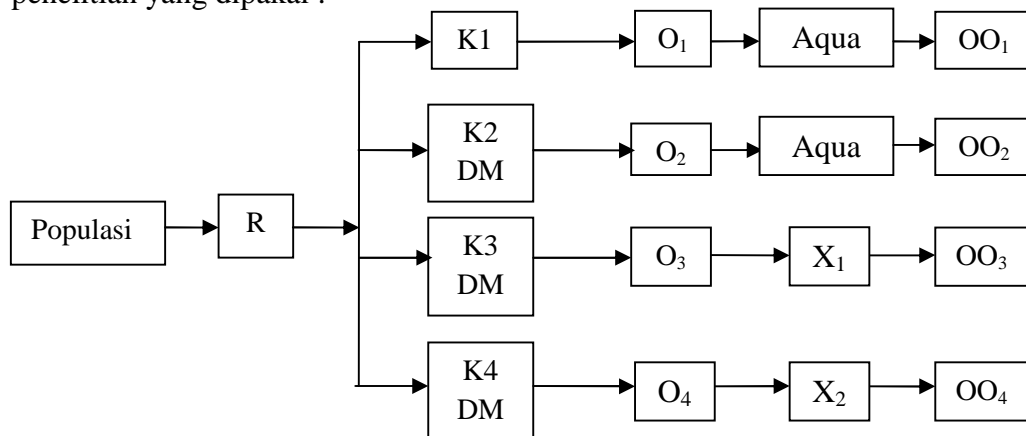 penelitian yang dipakai :
K1 O₁ Aqua OO₁
K2
DM
O₂ Aqua OO₂
Populasi R
K3
DM
O₃ X₁ OO₃
K4
DM
O₄ X₂ OO₄